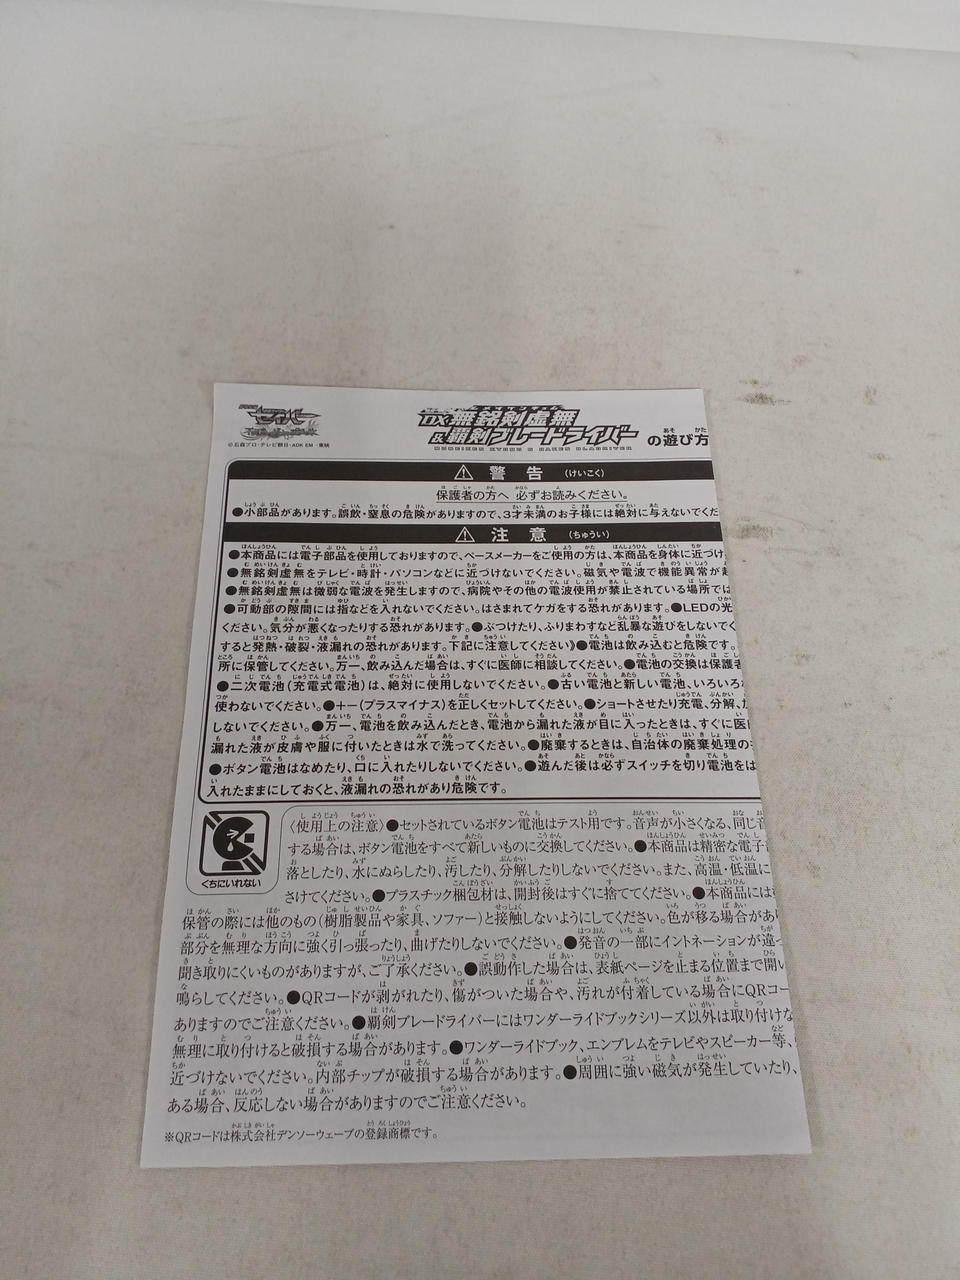 仮面ライダー
セイバー
©石森プロ・テレビ朝日・ADK EM・東映
DX無銘剣虚無
&覇剣ブレードライバー の遊び方
警告(けいこく)
保護者の方へ 必ずお読みください。
●小部品があります。誤飲・窒息の危険がありますので、3才未満のお子様には絶対に与えないでくだ
注意(ちゅうい)
●本商品には電子部品を使用しておりますので、ペースメーカーをご使用の方は、本商品を身体に近づけ
●無銘剣虚無をテレビ・時計・パソコンなどに近づけないでください。磁気や電波で機能異常が起
●無銘剣虚無は微弱な電波を発生しますので、病院やその他の電波使用が禁止されている場所では
●可動部の隙間には指などを入れないでください。はさまれてケガをする恐れがあります。●LEDの光
ください。気分が悪くなったりする恐れがあります。●ぶつけたり、ふりまわすなど乱暴な遊びをしないで
すると発熱・破裂・液漏れの恐れがあります。下記に注意してください》●電池は飲み込むと危険です。
所に保管してください。万一、飲み込んだ場合は、すぐに医師に相談してください。●電池の交換は保護者
●二次電池(充電式電池)は、絶対に使用しないでください。●古い電池と新しい電池、いろいろな
使わないでください。●+−(プラスマイナス)を正しくセットしてください。●ショートさせたり充電、分解、
しないでください。●万一、電池を飲み込んだとき、電池から漏れた液が目に入ったときは、すぐに医
漏れた液が皮膚や服に付いたときは水で洗ってください。●廃棄するときは、自治体の廃棄処理の
●ボタン電池はなめたり、口に入れたりしないでください。●遊んだ後は必ずスイッチを切り電池をは
入れたままにしておくと、液漏れの恐れがあり危険です。
くちにいれない
〈使用上の注意〉●セットされているボタン電池はテスト用です。音声が小さくなる、同じ音
する場合は、ボタン電池をすべて新しいものに交換してください。●本商品は精密な電子
落としたり、水にぬらしたり、汚したり、分解したりしないでください。また、高温・低温に
さけてください。●プラスチック梱包材は、開封後はすぐに捨ててください。●本商品には
保管の際には他のもの(樹脂製品や家具、ソファー)と接触しないようにしてください。色が移る場合があり
部分を無理な方向に強く引っ張ったり、曲げたりしないでください。●発音の一部にイントネーションが違っ
聞き取りにくいものがありますが、ご了承ください。●誤動作した場合は、表紙ページを止まる位置まで開い
鳴らしてください。●QRコードが剥がれたり、傷がついた場合や、汚れが付着している場合にQRコー
ありますのでご注意ください。●覇剣ブレードライバーにはワンダーライドブックシリーズ以外は取り付けな
無理に取り付けると破損する場合があります。●ワンダーライドブック、エンブレムをテレビやスピーカー等、
近づけないでください。内部チップが破損する場合があります。●周囲に強い磁気が発生していたり、
ある場合、反応しない場合がありますのでご注意ください。
※QRコードは株式会社デンソーウェーブの登録商標です。